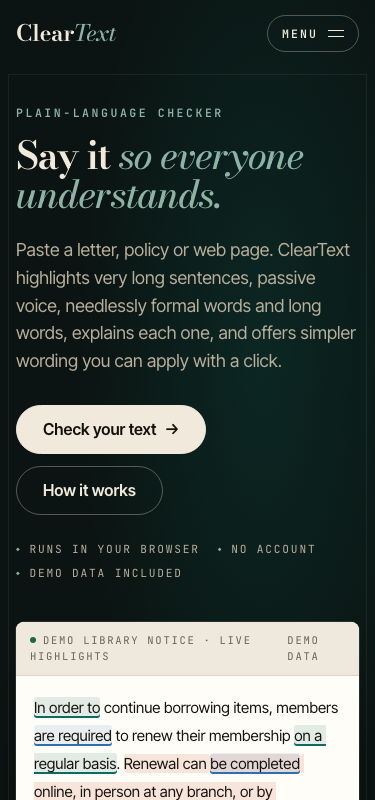 ClearText
MENU
PLAIN-LANGUAGE CHECKER
Say it so everyone
understands.
Paste a letter, policy or web page. ClearText
highlights very long sentences, passive
voice, needlessly formal words and long
words, explains each one, and offers simpler
wording you can apply with a click.
Check your text →
How it works
RUNS IN YOUR BROWSER
NO ACCOUNT
DEMO DATA INCLUDED
DEMO LIBRARY NOTICE · LIVE
HIGHLIGHTS
DEMO
DATA
In order to continue borrowing items, members
are required to renew their membership on a
regular basis. Renewal can be completed
online, in person at any branch, or by